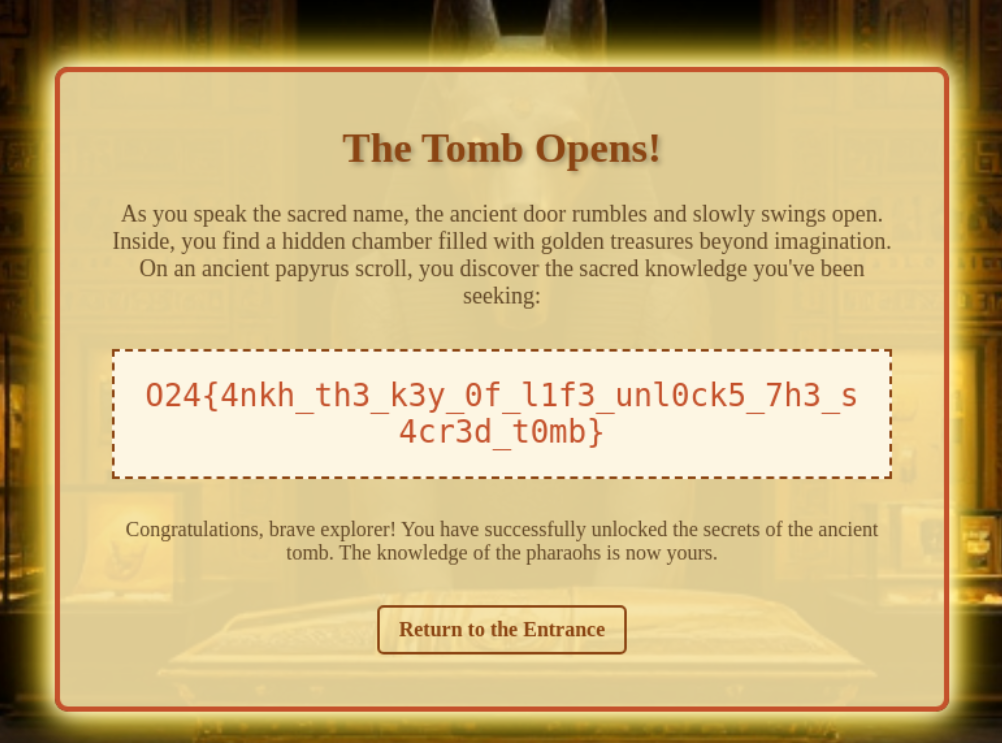 The Tomb Opens!
As you speak the sacred name, the ancient door rumbles and slowly swings open.
Inside, you find a hidden chamber filled with golden treasures beyond imagination.
On an ancient papyrus scroll, you discover the sacred knowledge you've been
seeking:
O24{4nkh_th3_k3y_0f_l1f3_unl0ck5_7h3_s
4cr3d_t0mb}
Congratulations, brave explorer! You have successfully unlocked the secrets of the ancient
tomb. The knowledge of the pharaohs is now yours.
Return to the Entrance